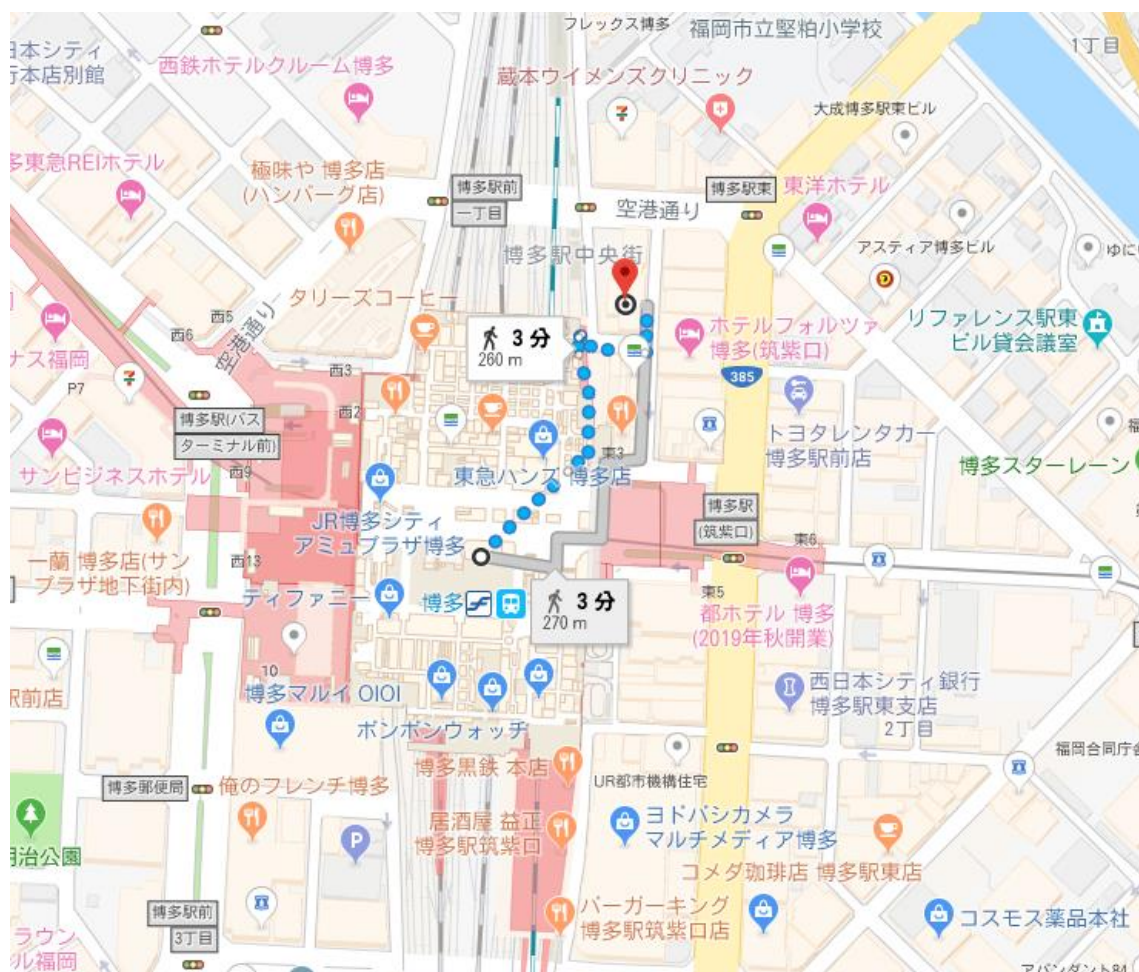 フレックス博多
福岡市立堅粕小学校
1丁目
日本シティ
行本店別館
西鉄ホテルクルーム博多
蔵本ウイメンズクリニック
大成博多駅東ビル
多東急REIホテル
極味や 博多店
(ハンバーグ店)
博多駅前
一丁目
博多駅東
東洋ホテル
空港通り
アスティア博多ビル
博多駅中央街
ゆに
タリーズコーヒー
西5
西6
空港通り
3 分
260 m
ホテルフォルツァ
博多(筑紫口)
リファレンス駅東
ビル貸会議室
ナス福岡
P7
西3
385
西2
博多駅(バス
ターミナル前)
トヨタレンタカー
博多駅前店
サンビジネスホテル
西9
東急ハンズ 博多店
東3
博多スターレーン
JR博多シティ
アミュプラザ博多
博多駅
(筑紫口)
一蘭 博多店(サン
プラザ地下街内)
西13
東6
ティファニー
博多
3 分
270 m
東5
都ホテル 博多
(2019年秋開業)
駅前店
10
博多マルイ OIOI
西日本シティ銀行
博多駅東支店
2丁目
ボンボンウォッチ
福岡合同庁舎
博多黒鉄 本店
UR都市機構住宅
博多郵便局
俺のフレンチ博多
居酒屋 益正
博多駅筑紫口
ヨドバシカメラ
マルチメディア博多
明治公園
P
コメダ珈琲店 博多駅東店
博多駅前
3丁目
バーガーキング
博多駅筑紫口店
コスモス薬品本社
ラウン
ル福岡
アバンダント84